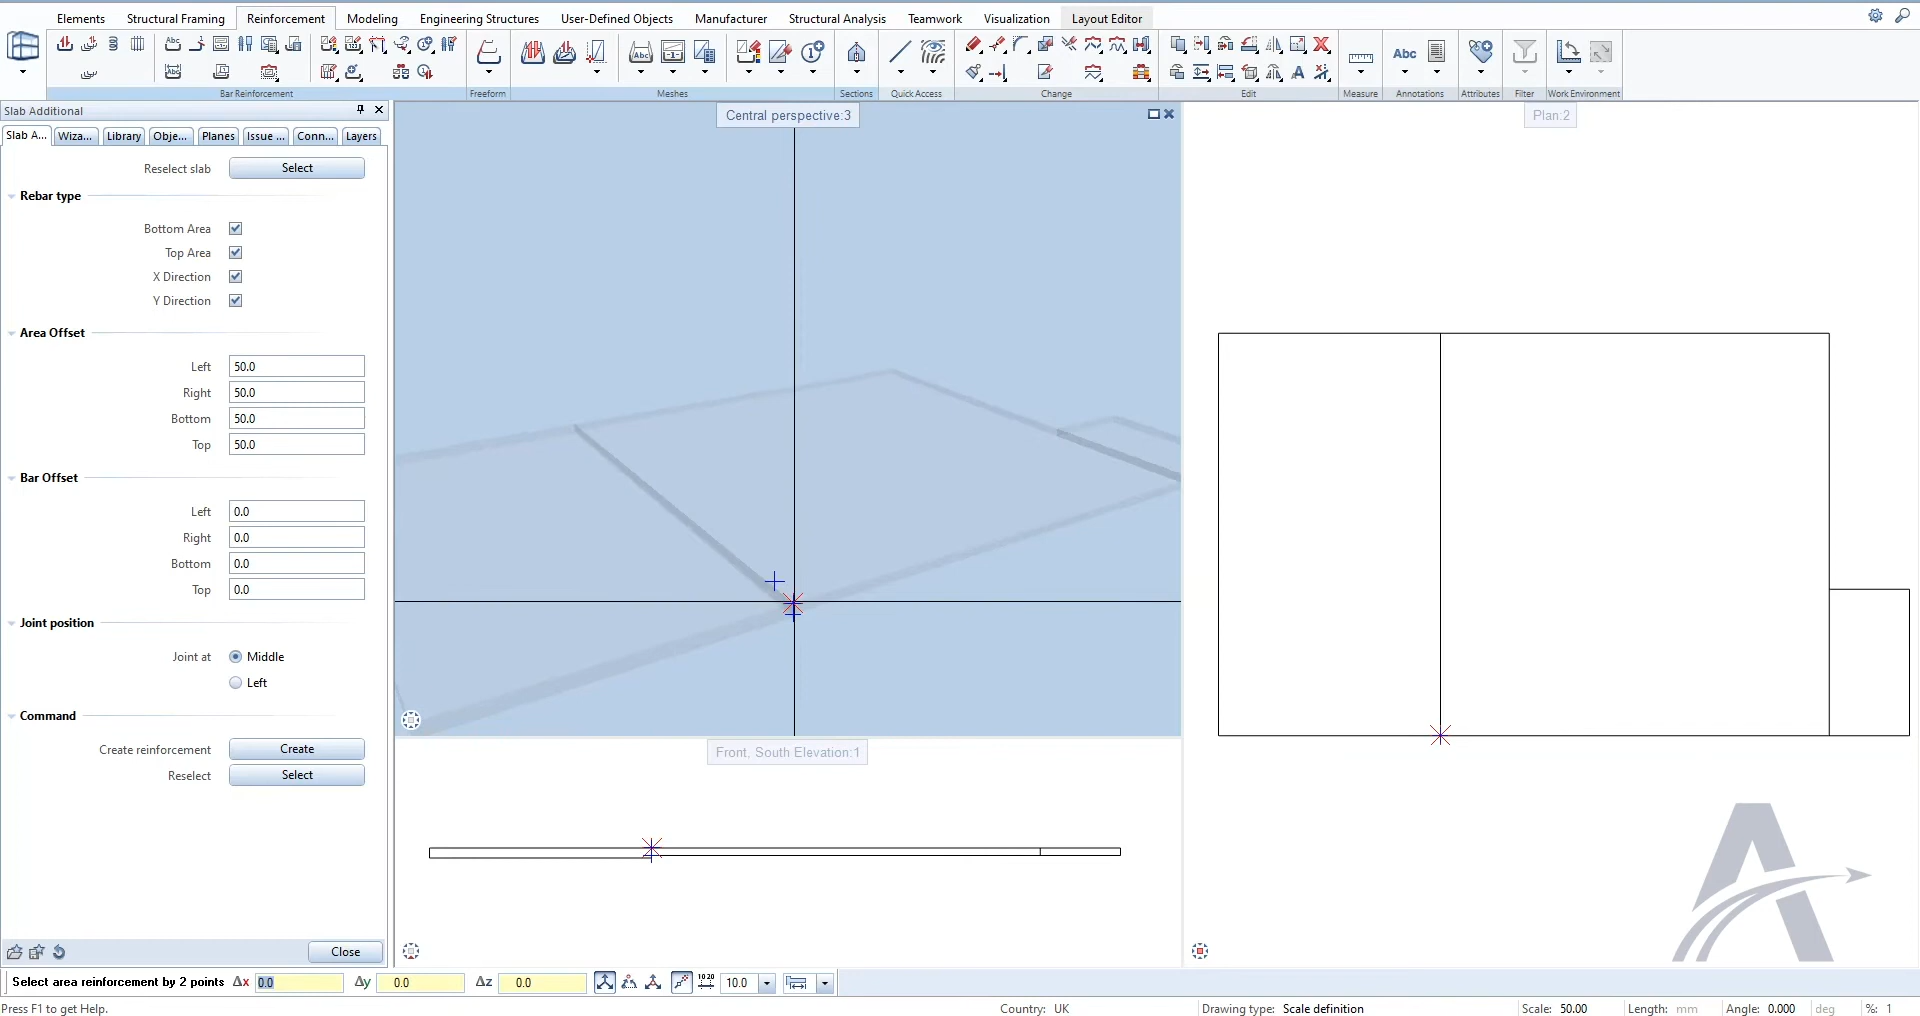 Elements Structural Framing Reinforcement Modeling Engineering Structures User-Defined Objects Manufacturer Structural Analysis Teamwork Visualization Layout Editor
Abc
Abc
Bar Reinforcement Freeform Meshes Sections Quick Access Change Edit Measure Annotations Attributes Filter Work Environment
Slab Additional
Slab A... Wiza... Library Obje... Planes Issue ... Conn... Layers
Reselect slab Select
Rebar type
Bottom Area
Top Area
X Direction
Y Direction
Area Offset
Left 50.0
Right 50.0
Bottom 50.0
Top 50.0
Bar Offset
Left 0.0
Right 0.0
Bottom 0.0
Top 0.0
Joint position
Joint at Middle
Left
Command
Create reinforcement Create
Reselect Select
Close
Central perspective:3
Plan:2
Front, South Elevation:1
Select area reinforcement by 2 points Δx 0.0 Δy 0.0 Δz 0.0 1020 10.0
Press F1 to get Help. Country: UK Drawing type: Scale definition Scale: 50.00 Length: mm Angle: 0.000 deg %: 1